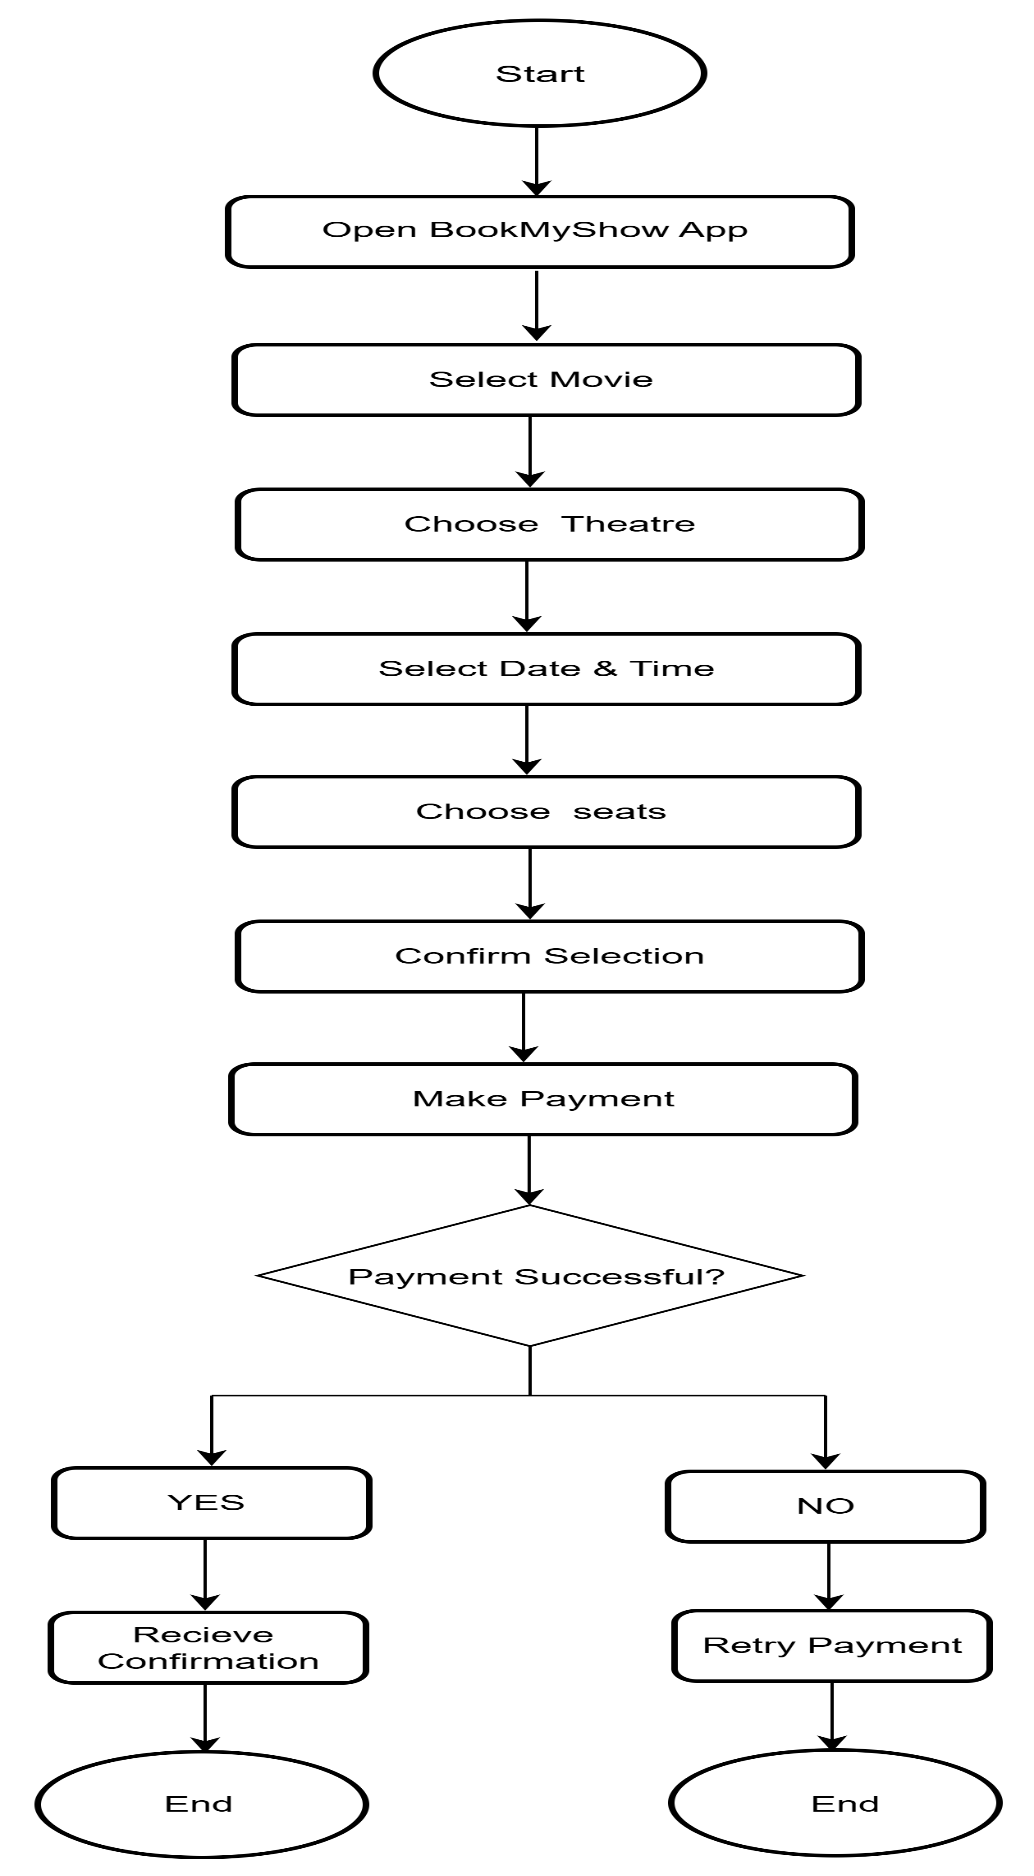 Start
Open BookMyShow App
Select Movie
Choose  Theatre
Select Date & Time
Choose  seats
Confirm Selection
Make Payment
Payment Successful?
YES
NO
Recieve
Confirmation
Retry Payment
End
End